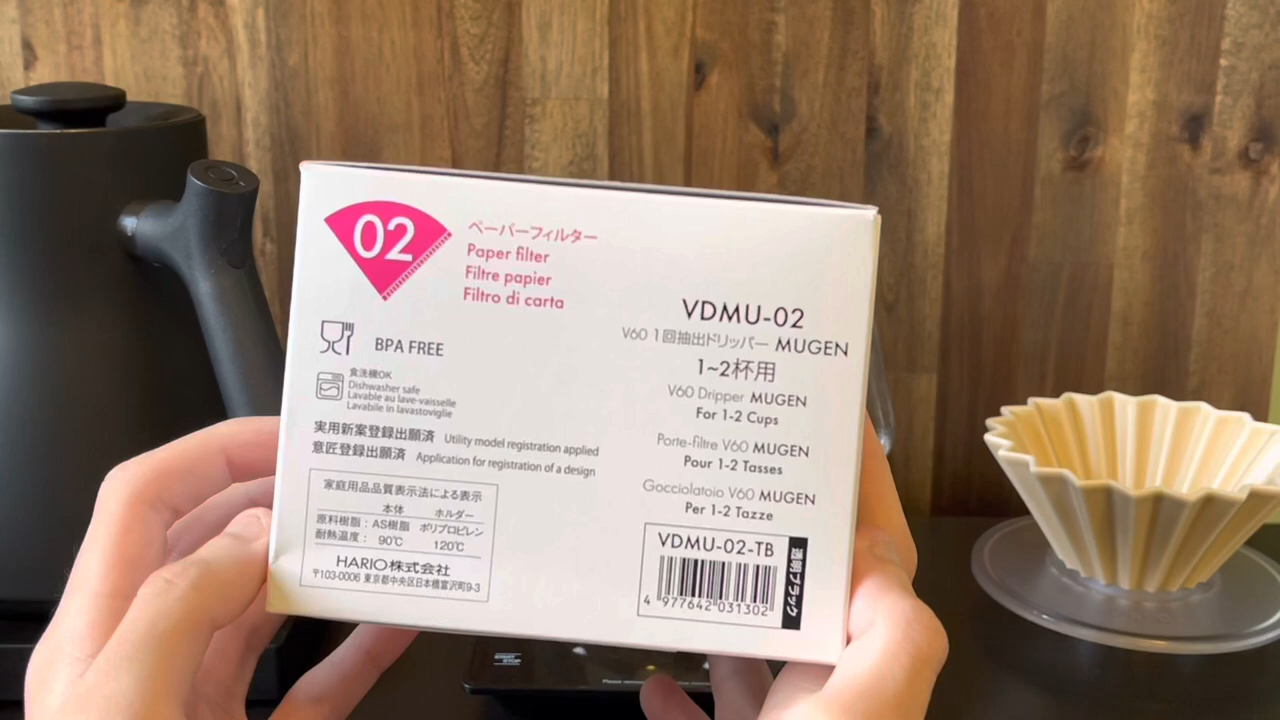 02
ペーパーフィルター
Paper filter
Filtre papier
Filtro di carta
BPA FREE
食洗機OK
Dishwasher safe
Lavable au lave-vaisselle
Lavabile in lavastoviglie
実用新案登録出願済 Utility model registration applied
意匠登録出願済 Application for registration of a design
家庭用品品質表示法による表示
本体 ホルダー
原料樹脂：AS樹脂 ポリプロピレン
耐熱温度： 90℃ 120℃
HARIO株式会社
〒103-0006 東京都中央区日本橋富沢町9-3
VDMU-02
V60 1回抽出ドリッパー MUGEN
1~2杯用
V60 Dripper MUGEN
For 1-2 Cups
Porte-filtre V60 MUGEN
Pour 1-2 Tasses
Gocciolatoio V60 MUGEN
Per 1-2 Tazze
VDMU-02-TB
透明ブラック
4 977642 031302
START
STOP